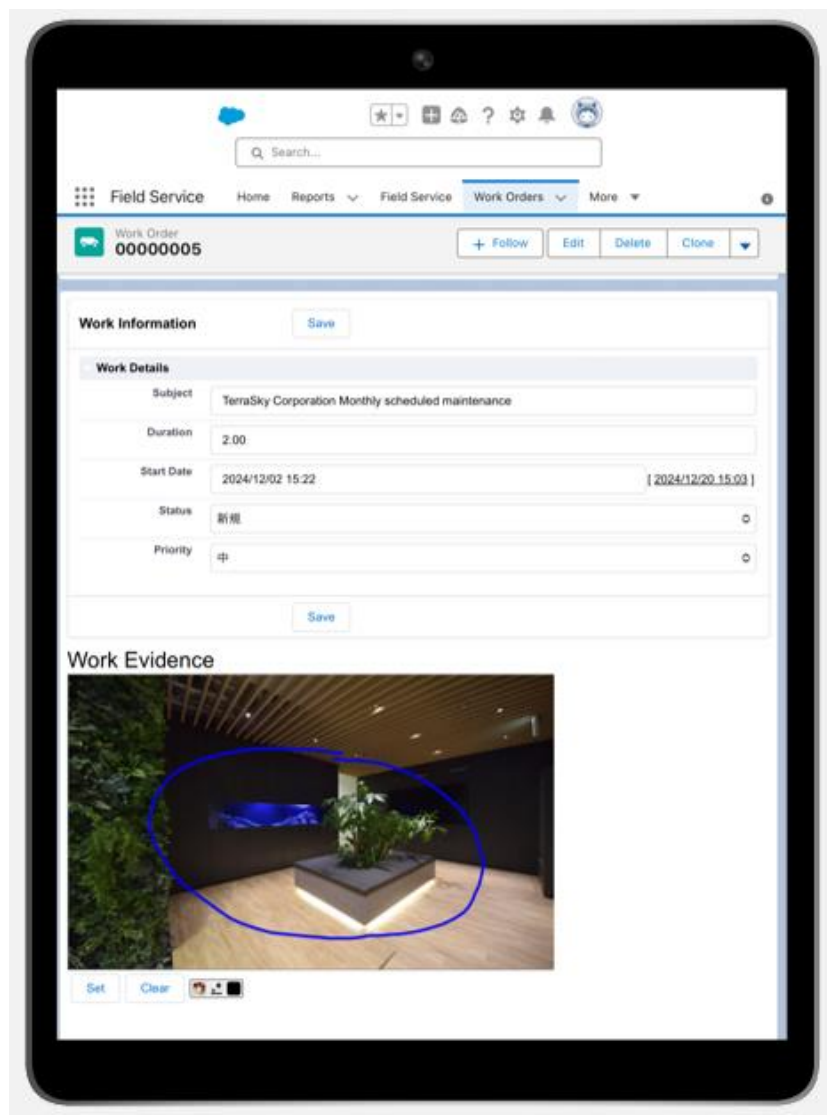 Search...
Field Service Home Reports Field Service Work Orders More
Work Order
00000005
Follow Edit Delete Clone
Work Information Save
Work Details
Subject TerraSky Corporation Monthly scheduled maintenance
Duration 2:00
Start Date 2024/12/02 15:22 [ 2024/12/20 15:03 ]
Status 新規
Priority 中
Save
Work Evidence
Set Clear